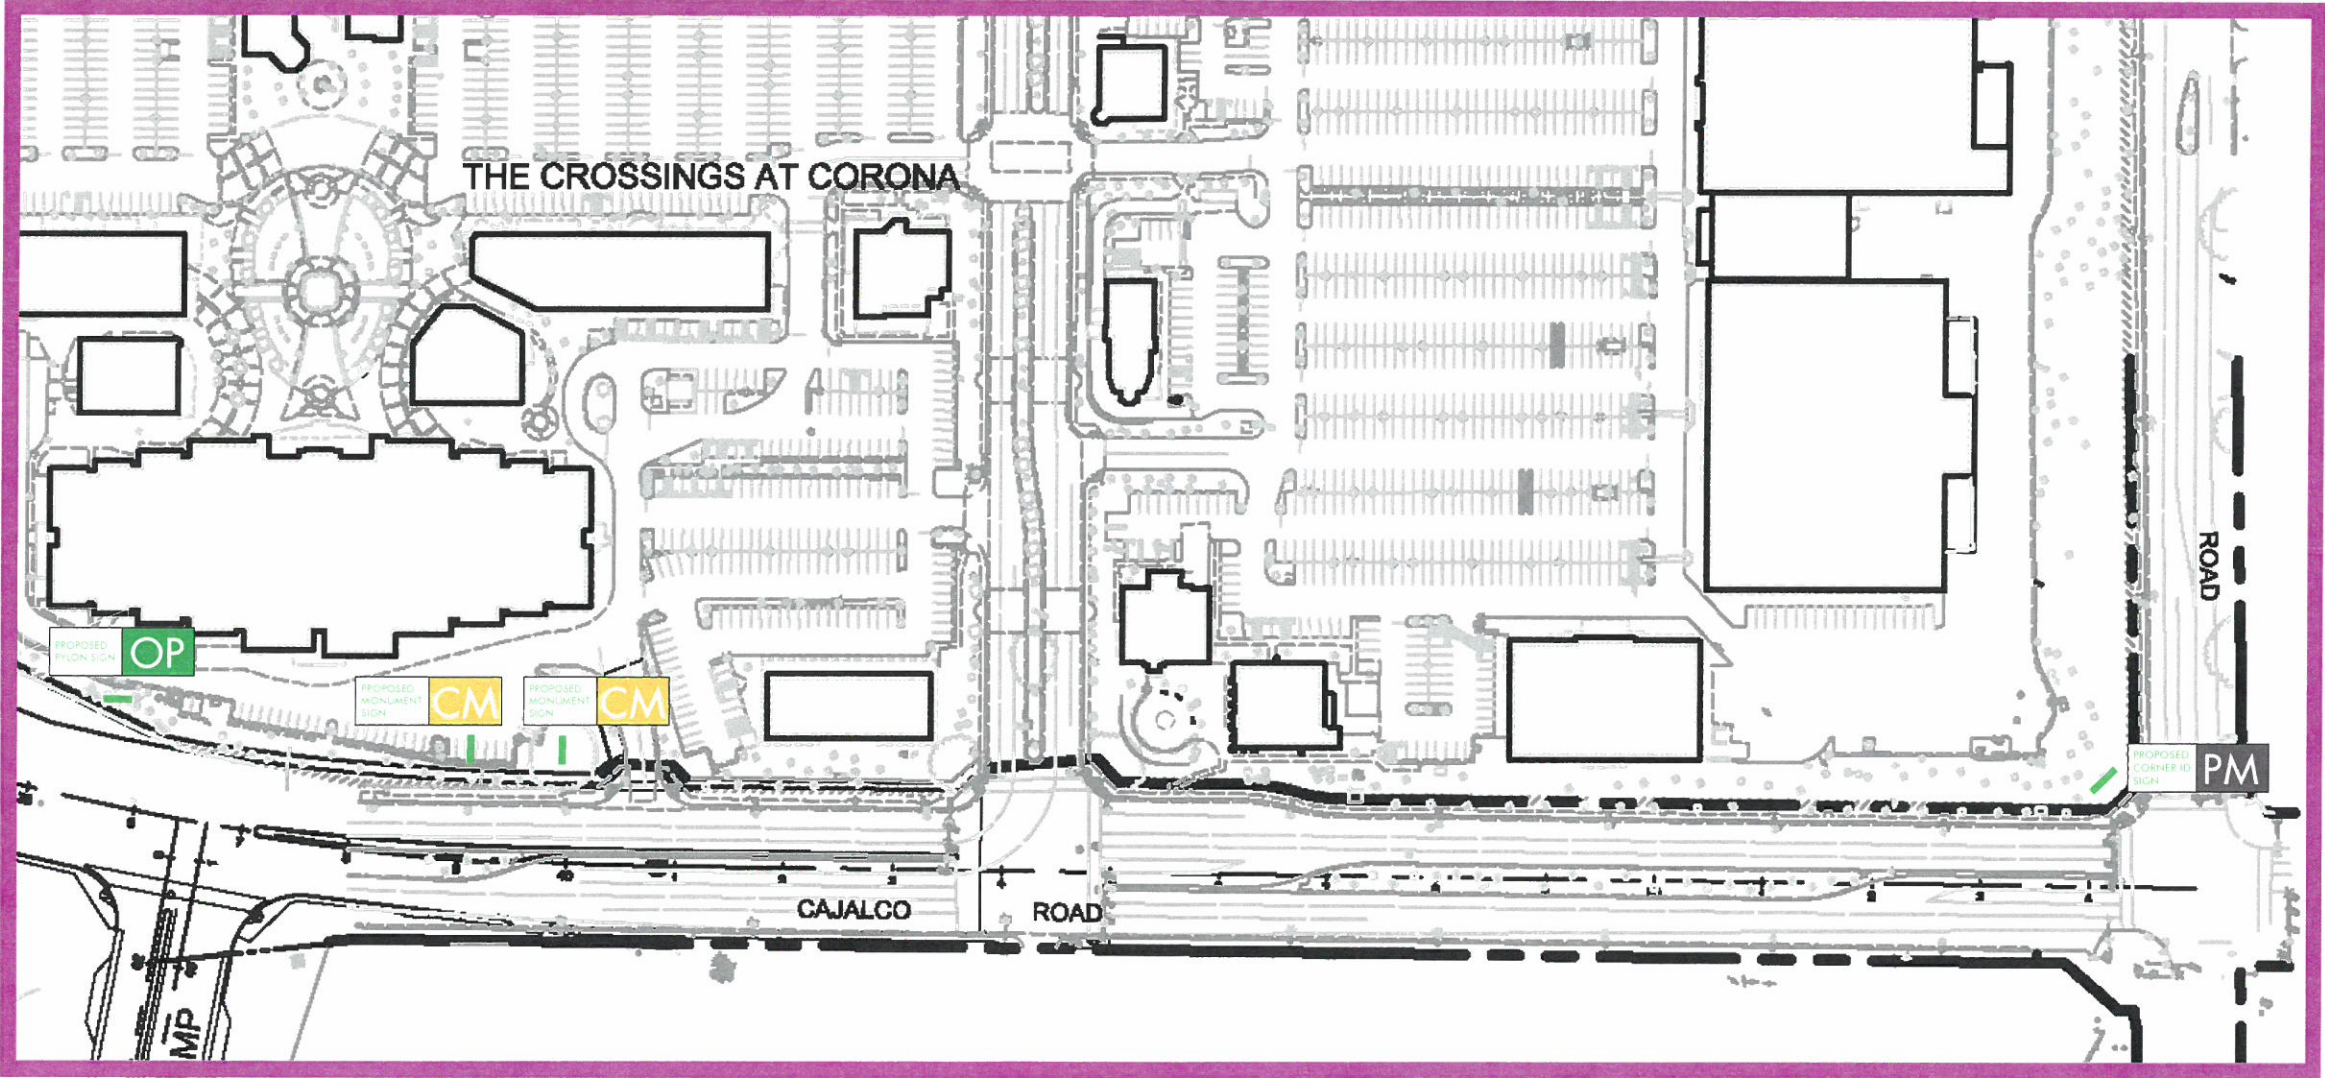 THE CROSSINGS AT CORONA
ROAD
PROPOSED
PYLON SIGN
OP
PROPOSED
MONUMENT
SIGN
CM
PROPOSED
MONUMENT
SIGN
CM
PROPOSED
CORNER ID
SIGN
PM
CAJALCO
ROAD
MP